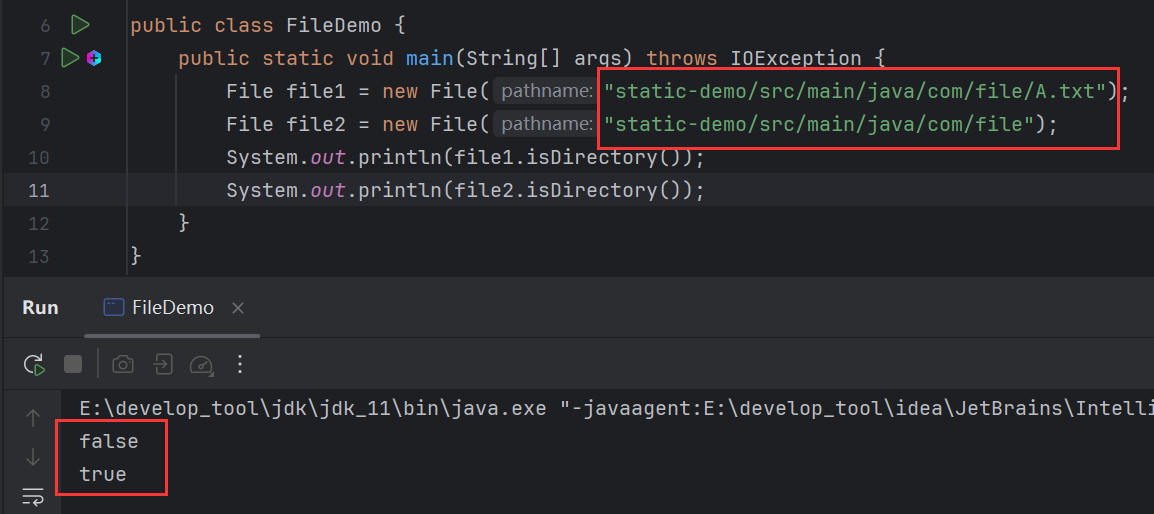 6 public class FileDemo {
7 public static void main(String[] args) throws IOException {
8 File file1 = new File( pathname: "static-demo/src/main/java/com/file/A.txt");
9 File file2 = new File( pathname: "static-demo/src/main/java/com/file");
10 System.out.println(file1.isDirectory());
11 System.out.println(file2.isDirectory());
12 }
13 }
Run FileDemo
E:\develop_tool\jdk\jdk_11\bin\java.exe "-javaagent:E:\develop_tool\idea\JetBrains\Intelli
false
true